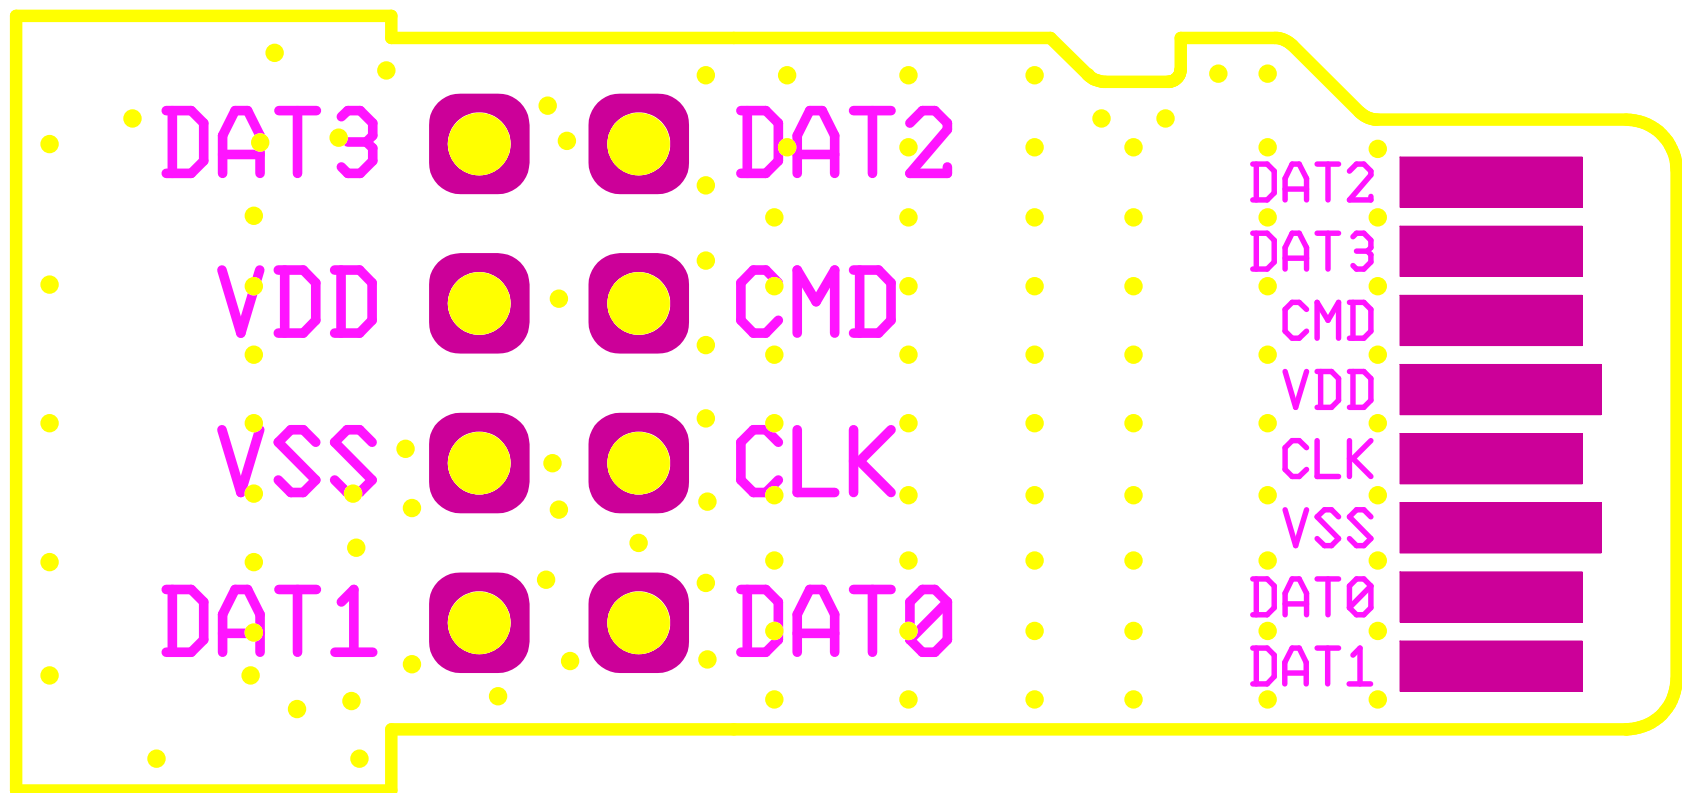 DAT3 DAT2
VDD CMD
VSS CLK
DAT1 DAT0
DAT2
DAT3
CMD
VDD
CLK
VSS
DAT0
DAT1